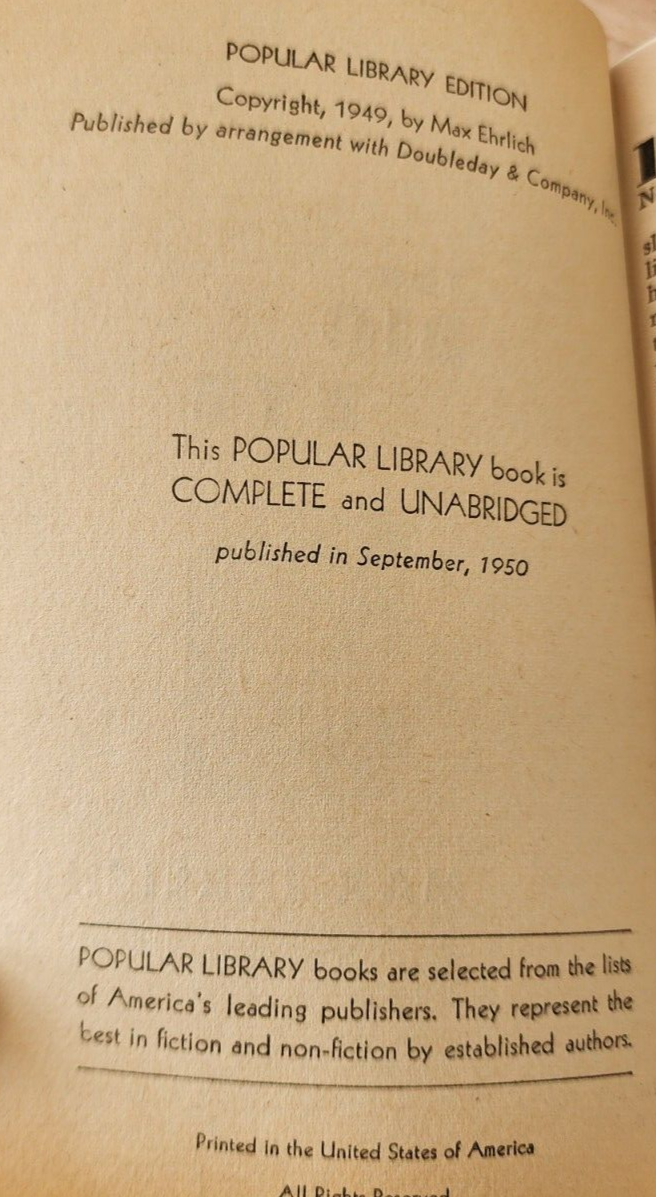 POPULAR LIBRARY EDITION
Copyright, 1949, by Max Ehrlich
Published by arrangement with Doubleday & Company, Inc.
This POPULAR LIBRARY book is
COMPLETE and UNABRIDGED
published in September, 1950
POPULAR LIBRARY books are selected from the lists
of America's leading publishers. They represent the
best in fiction and non-fiction by established authors.
Printed in the United States of America
All Rights Reserved